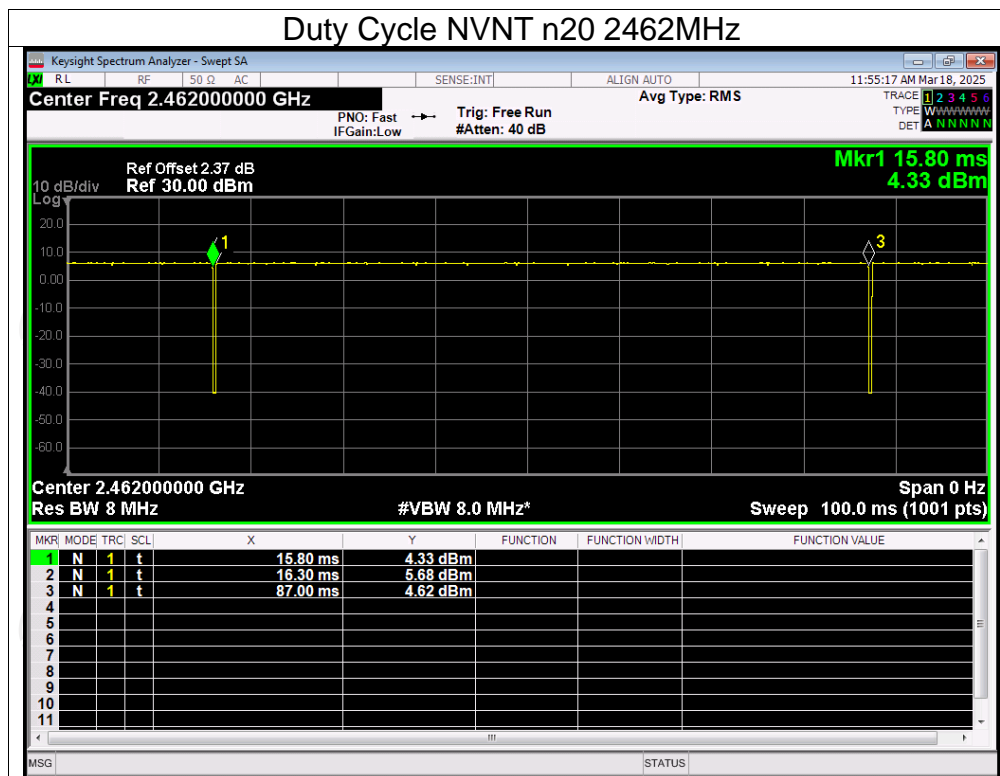 Duty Cycle NVNT n20 2462MHz
Keysight Spectrum Analyzer - Swept SA
LXI RL RF 50 Ω AC SENSE:INT ALIGN AUTO 11:55:17 AM Mar 18, 2025
Center Freq 2.462000000 GHz Avg Type: RMS TRACE 1 2 3 4 5 6
PNO: Fast Trig: Free Run TYPE WWWWWW
IFGain:Low #Atten: 40 dB DET A N N N N N
Ref Offset 2.37 dB Mkr1 15.80 ms
10 dB/div Ref 30.00 dBm 4.33 dBm
Log
20.0
1 3
10.0
0.00
-10.0
-20.0
-30.0
-40.0
-50.0
-60.0
Center 2.462000000 GHz Span 0 Hz
Res BW 8 MHz #VBW 8.0 MHz* Sweep 100.0 ms (1001 pts)
MKR MODE TRC SCL X Y FUNCTION FUNCTION WIDTH FUNCTION VALUE
1 N 1 t 15.80 ms 4.33 dBm
2 N 1 t 16.30 ms 5.68 dBm
3 N 1 t 87.00 ms 4.62 dBm
4
5
6
7
8
9
10
11
MSG STATUS